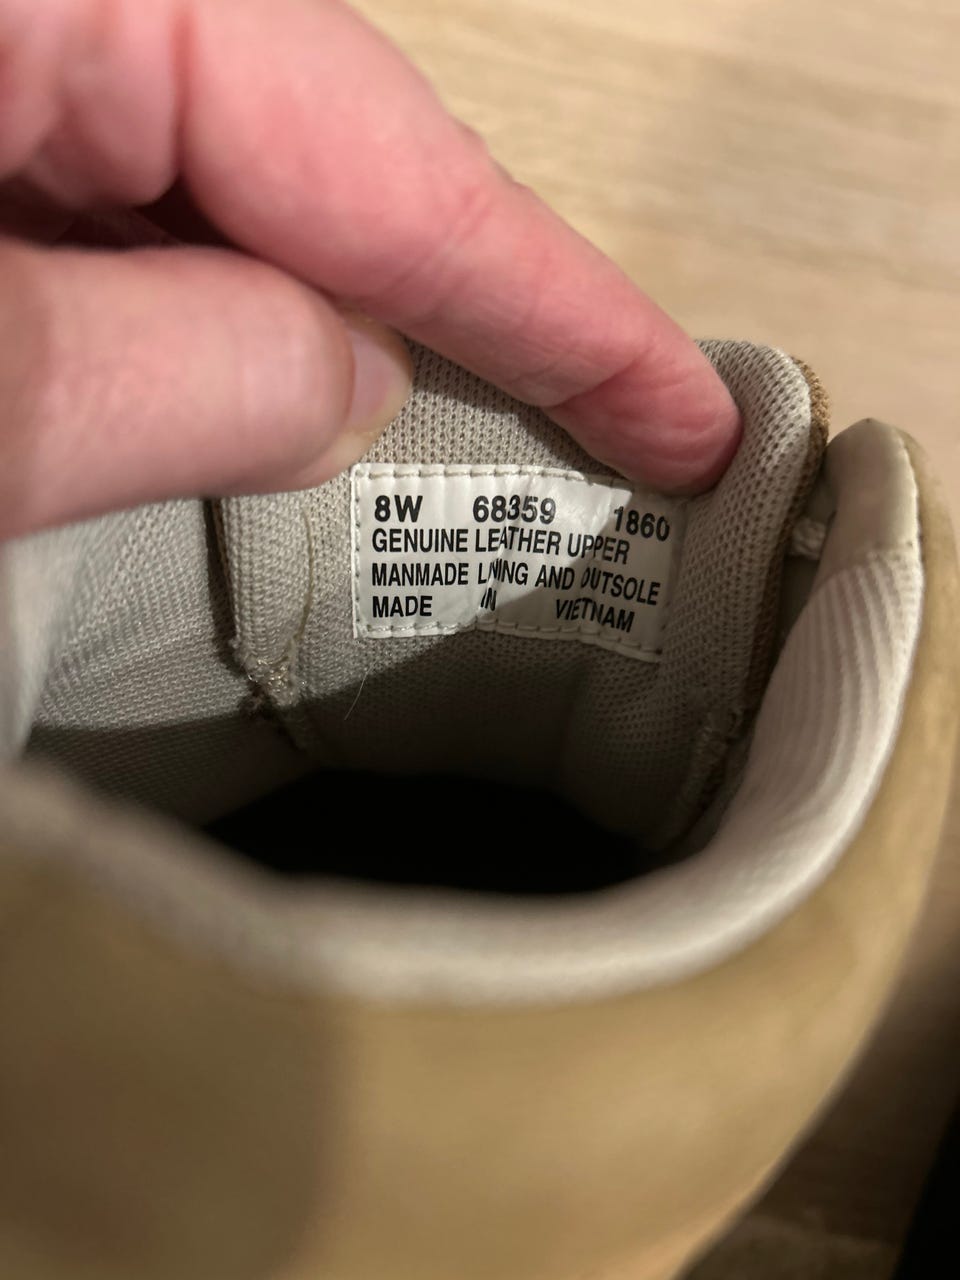 8W 68359 1860
GENUINE LEATHER UPPER
MANMADE LINING AND OUTSOLE
MADE IN VIETNAM